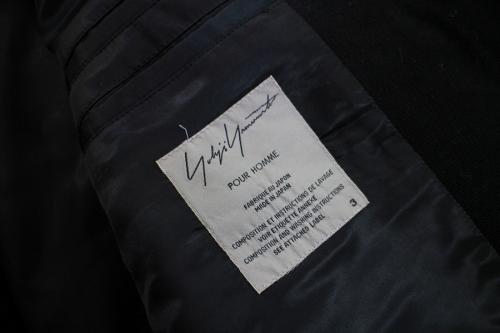 Yohji Yamamoto
POUR HOMME
FABRIQUE AU JAPON
MADE IN JAPAN
COMPOSITION ET INSTRUCTIONS DE LAVAGE
VOIR ETIQUETTE ANNEXE
COMPOSITION AND WASHING INSTRUCTIONS
SEE ATTACHED LABEL
3